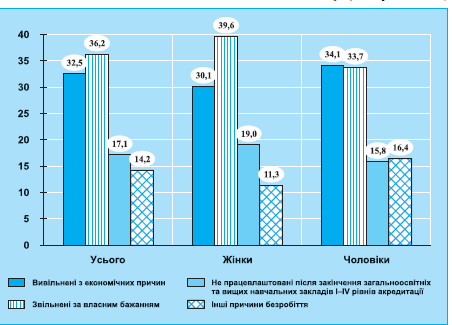 40
35
30
25
20
15
10
5
0
32,5
36,2
17,1
14,2
30,1
39,6
19,0
11,3
34,1
33,7
15,8
16,4
Усього
Жінки
Чоловіки
Вивільнені з економічних причин
Звільнені за власним бажанням
Не працевлаштовані після закінчення загальноосвітніх
та вищих навчальних закладів I–IV рівнів акредитації
Інші причини безробіття